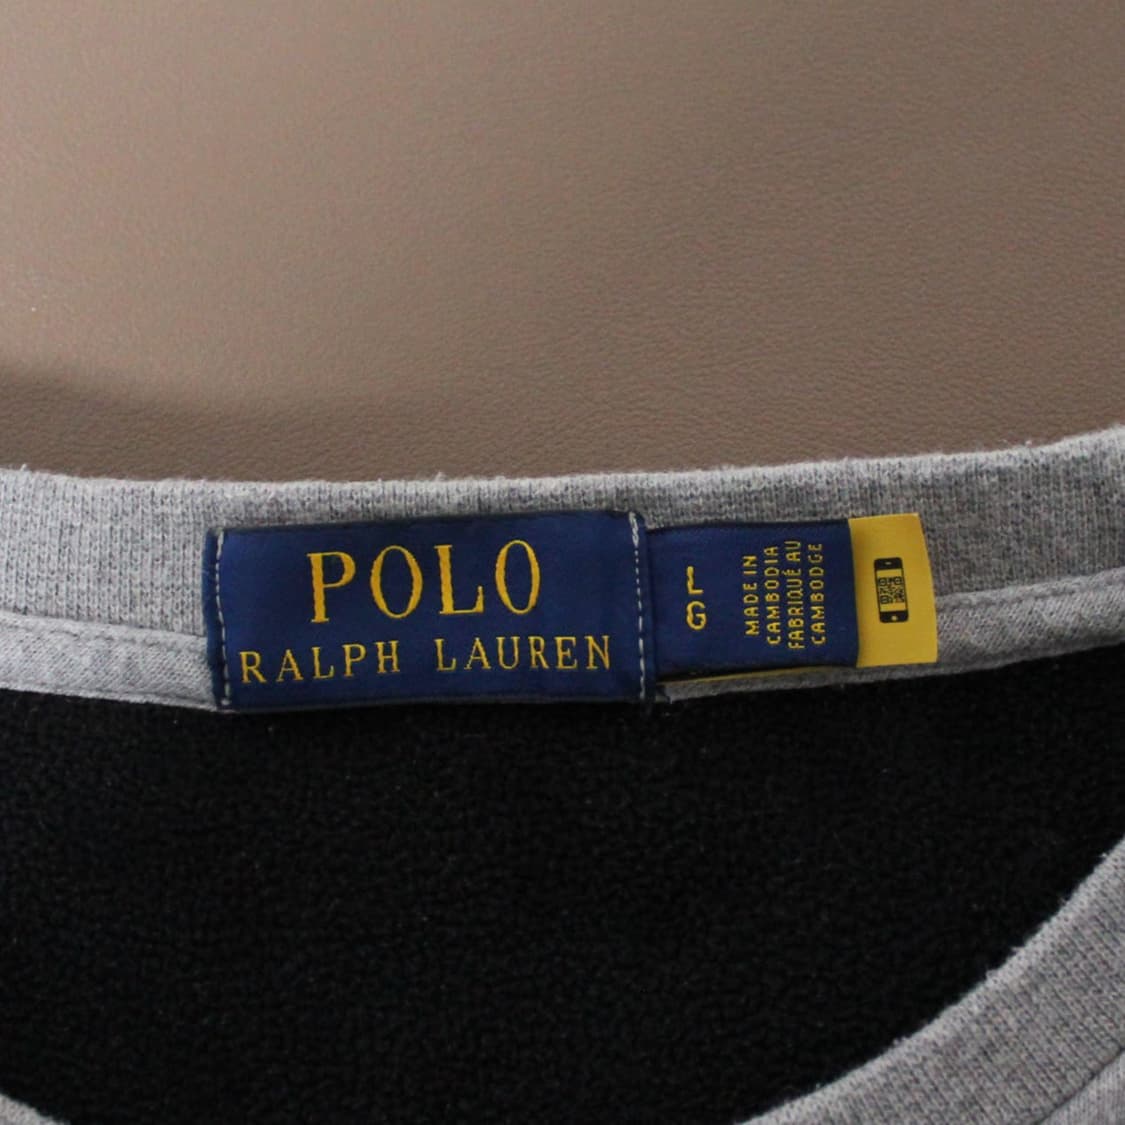 POLO
RALPH LAUREN
L
G
MADE IN
CAMBODIA
FABRIQUÉ AU
CAMBODGE